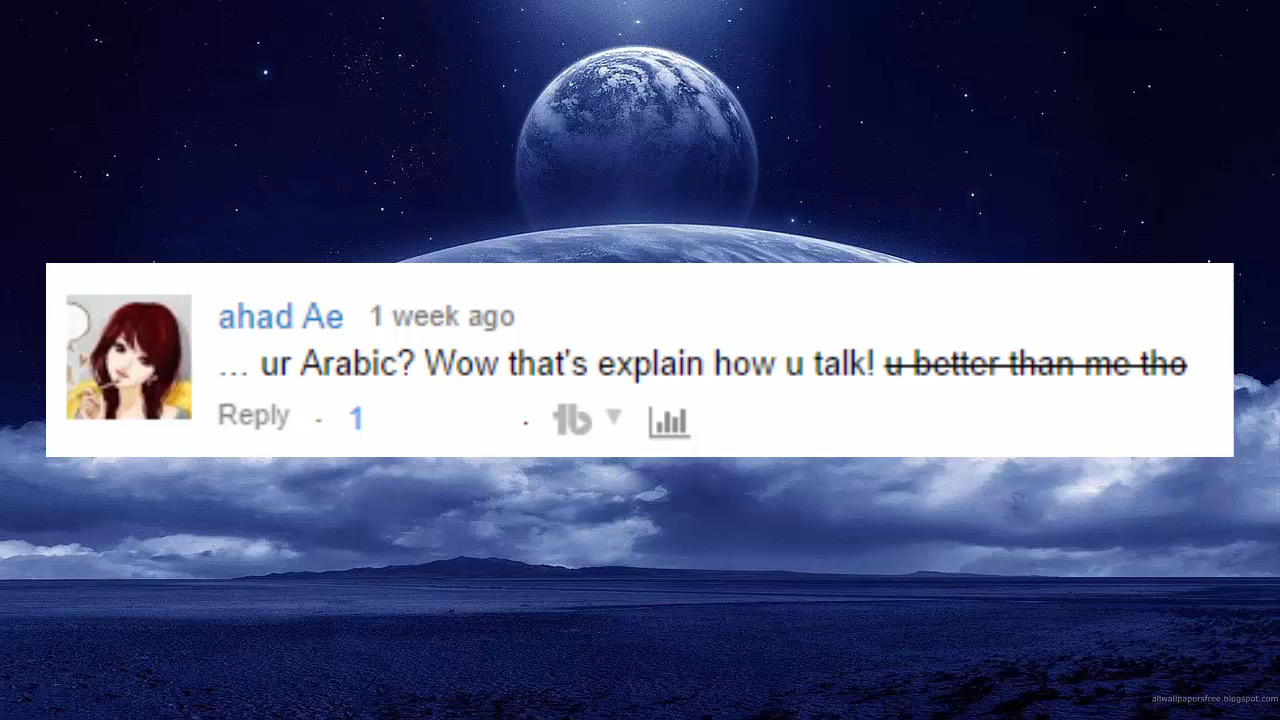 ahad Ae 1 week ago
... ur Arabic? Wow that's explain how u talk! u better than me tho
Reply · 1 · tb
allwallpapersfree.blogspot.com